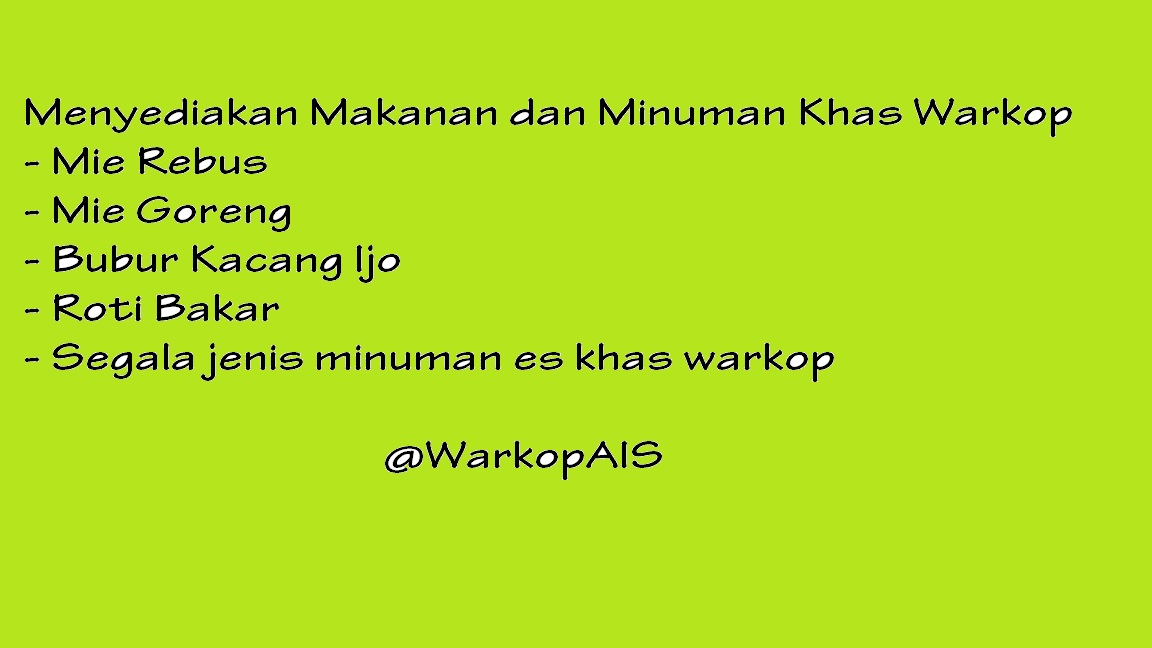 Menyediakan Makanan dan Minuman Khas Warkop
- Mie Rebus
- Mie Goreng
- Bubur Kacang Ijo
- Roti Bakar
- Segala jenis minuman es khas warkop
@WarkopAIS